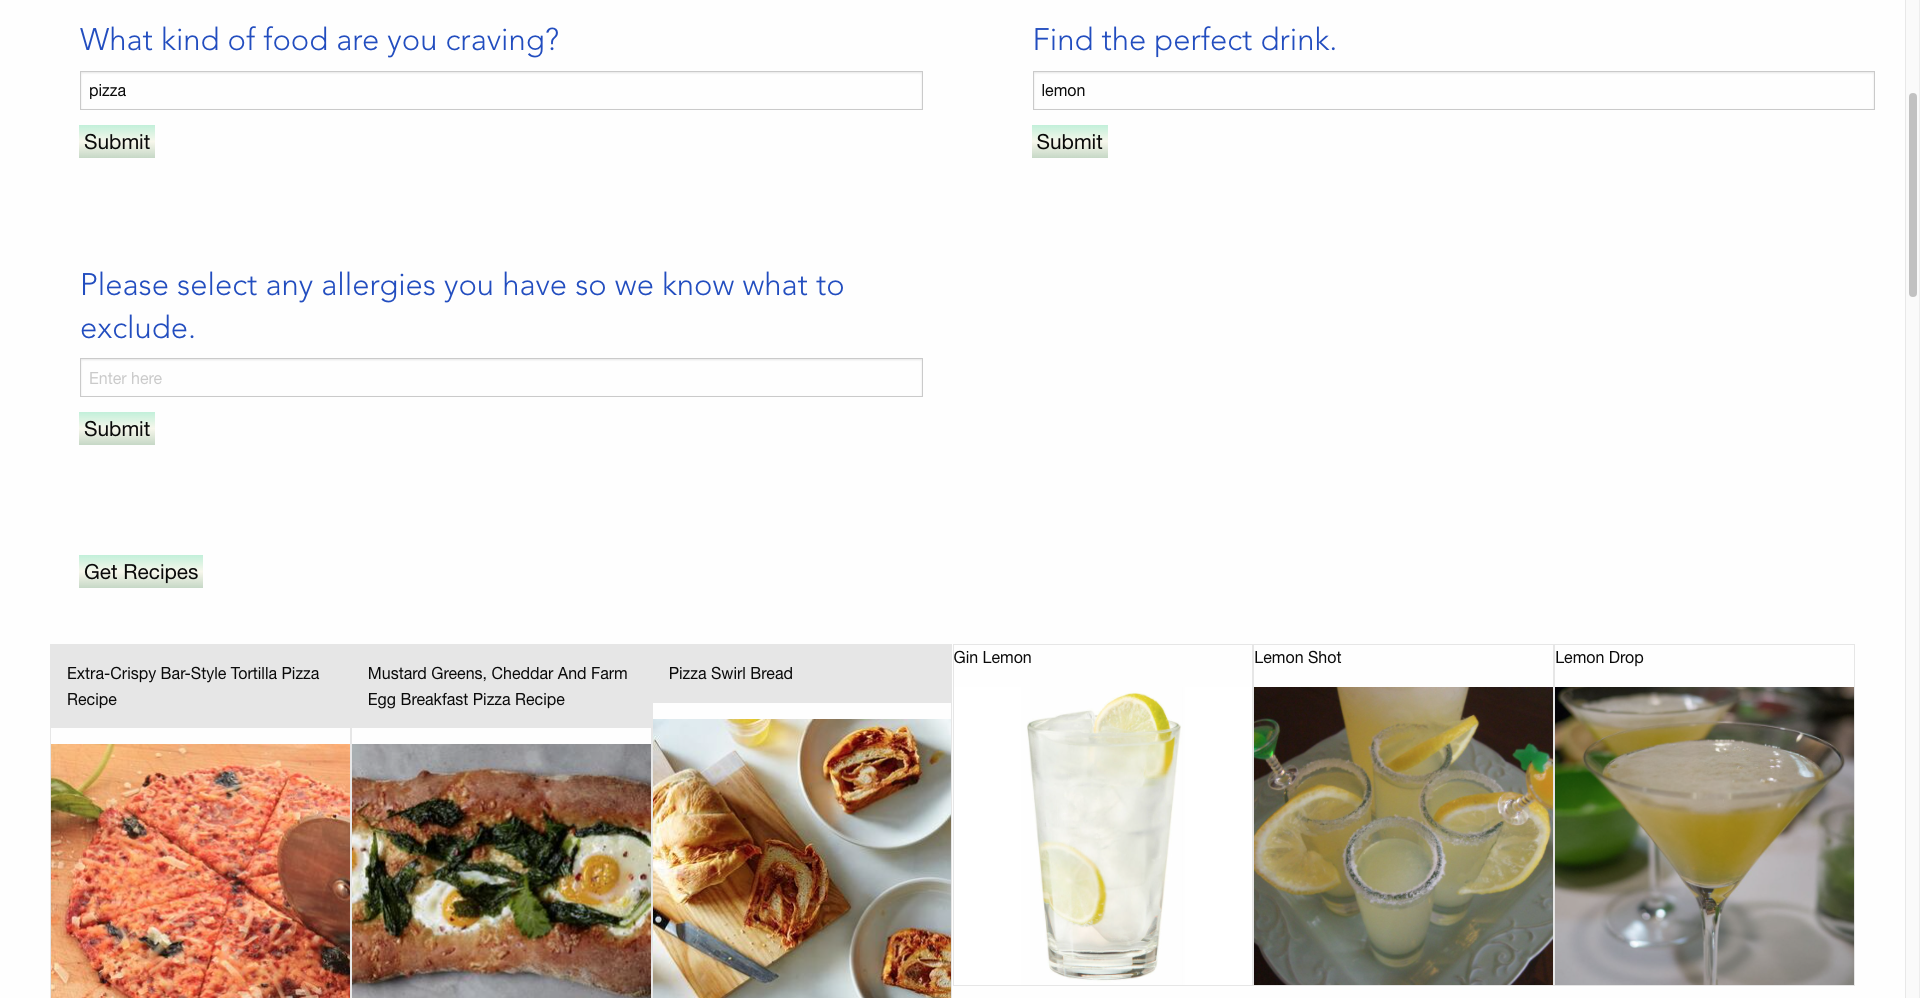 What kind of food are you craving?
pizza
Submit
Find the perfect drink.
lemon
Submit
Please select any allergies you have so we know what to
exclude.
Enter here
Submit
Get Recipes
Extra-Crispy Bar-Style Tortilla Pizza
Recipe
Mustard Greens, Cheddar And Farm
Egg Breakfast Pizza Recipe
Pizza Swirl Bread
Gin Lemon
Lemon Shot
Lemon Drop